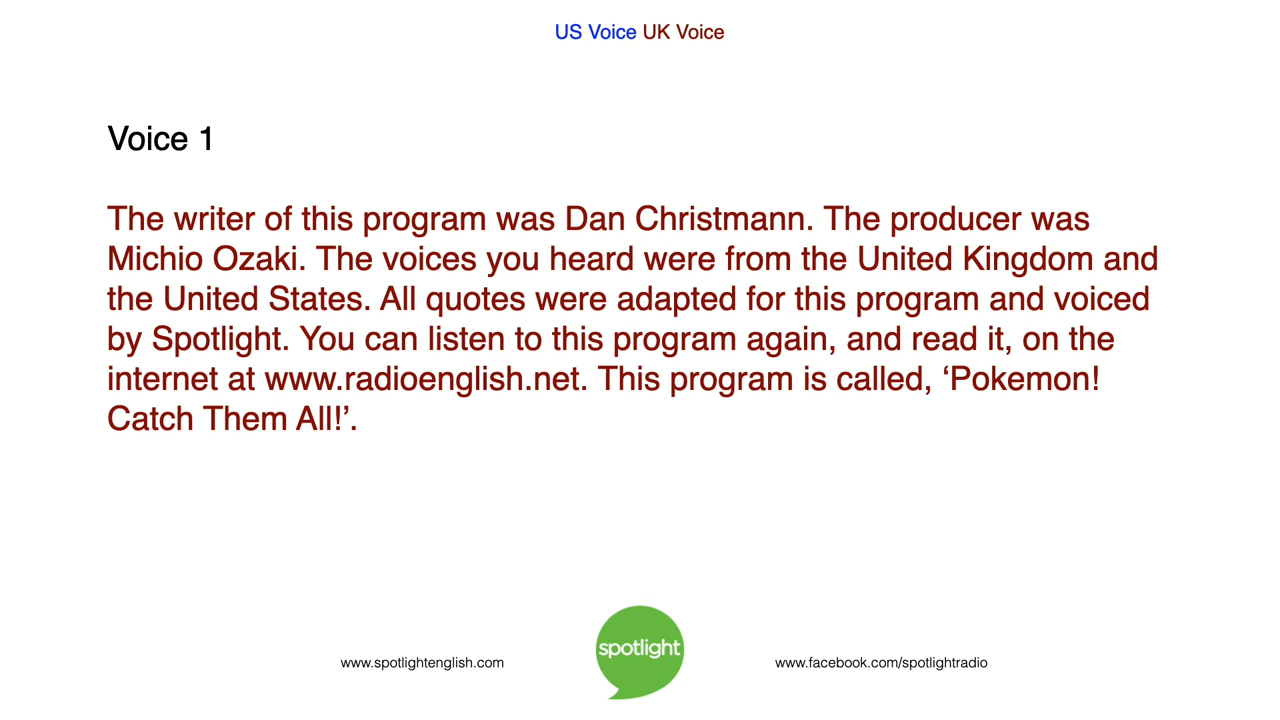 US Voice UK Voice
Voice 1
The writer of this program was Dan Christmann. The producer was
Michio Ozaki. The voices you heard were from the United Kingdom and
the United States. All quotes were adapted for this program and voiced
by Spotlight. You can listen to this program again, and read it, on the
internet at www.radioenglish.net. This program is called, ‘Pokemon!
Catch Them All!’.
spotlight
www.spotlightenglish.com
www.facebook.com/spotlightradio